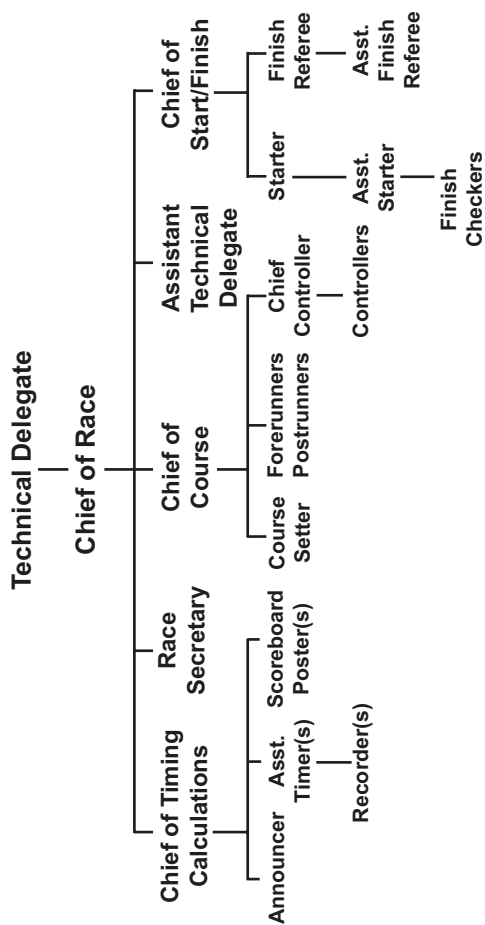 Technical Delegate
Chief of Race
Chief of Timing
Calculations
Race
Secretary
Chief of
Course
Assistant
Technical
Delegate
Chief of
Start/Finish
Announcer
Asst.
Timer(s)
Scoreboard
Poster(s)
Course
Setter
Forerunners
Postrunners
Chief
Controller
Starter
Finish
Referee
Recorder(s)
Controllers
Asst.
Starter
Asst.
Finish
Referee
Finish
Checkers